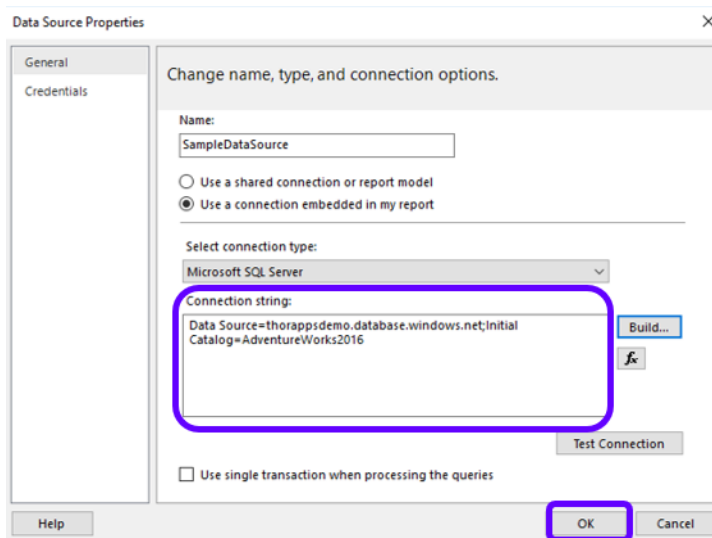 Data Source Properties
General
Credentials
Change name, type, and connection options.
Name:
SampleDataSource
Use a shared connection or report model
Use a connection embedded in my report
Select connection type:
Microsoft SQL Server
Connection string:
Data Source=thorappsdemo.database.windows.net;Initial
Catalog=AdventureWorks2016
Build...
fx
Test Connection
Use single transaction when processing the queries
Help
OK
Cancel